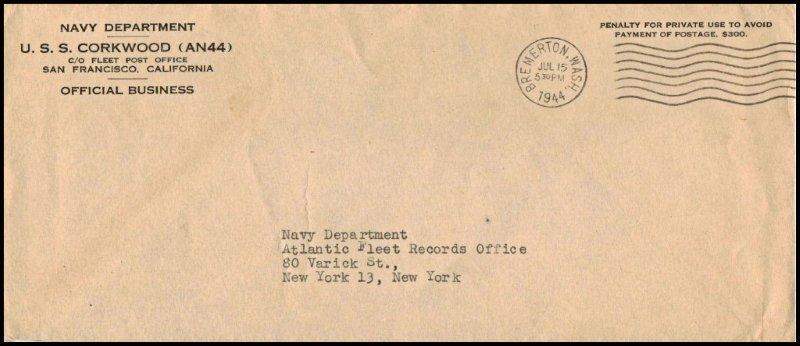 NAVY DEPARTMENT
U. S. S. CORKWOOD (AN44)
C/O FLEET POST OFFICE
SAN FRANCISCO, CALIFORNIA
OFFICIAL BUSINESS
BREMERTON, WASH.
JUL 15
5 30 PM
1944
PENALTY FOR PRIVATE USE TO AVOID
PAYMENT OF POSTAGE, $300.
Navy Department
Atlantic Fleet Records Office
80 Varick St.,
New York 13, New York